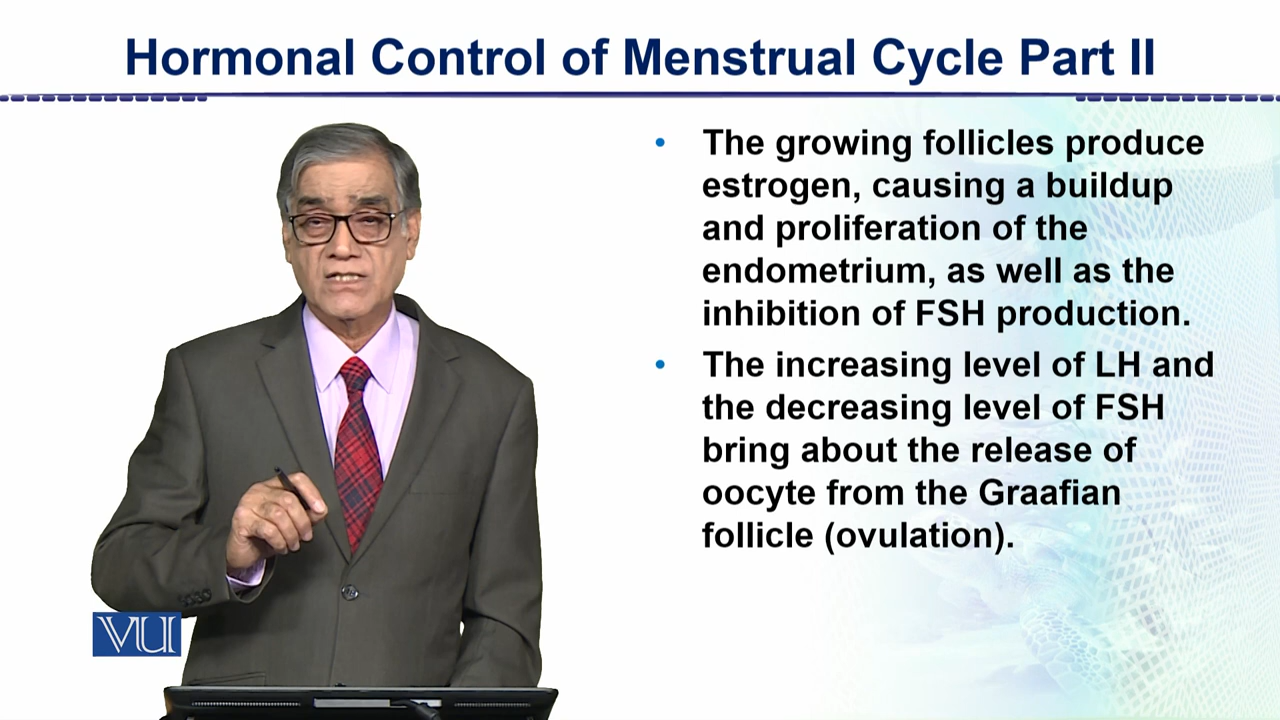 Hormonal Control of Menstrual Cycle Part II
• The growing follicles produce
estrogen, causing a buildup
and proliferation of the
endometrium, as well as the
inhibition of FSH production.
• The increasing level of LH and
the decreasing level of FSH
bring about the release of
oocyte from the Graafian
follicle (ovulation).
VU